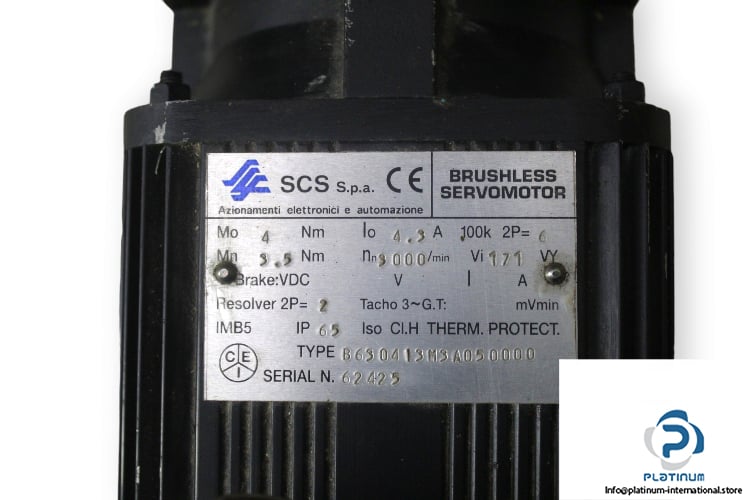 SCS S.p.a. CE
BRUSHLESS
SERVOMOTOR
Azionamenti elettronici e automazione
Mo 4 Nm Io 4.3 A 100k 2P= 6
Mn 3.5 Nm nn 3000/min Vi 171 VY
Brake:VDC V I A
Resolver 2P= 2 Tacho 3~G.T: mVmin
IMB5 IP 65 Iso Cl.H THERM. PROTECT.
TYPE B630413M3A050000
CEI SERIAL N. 62425
PLATINUM
INTERNATIONAL
Info@platinum-international.store